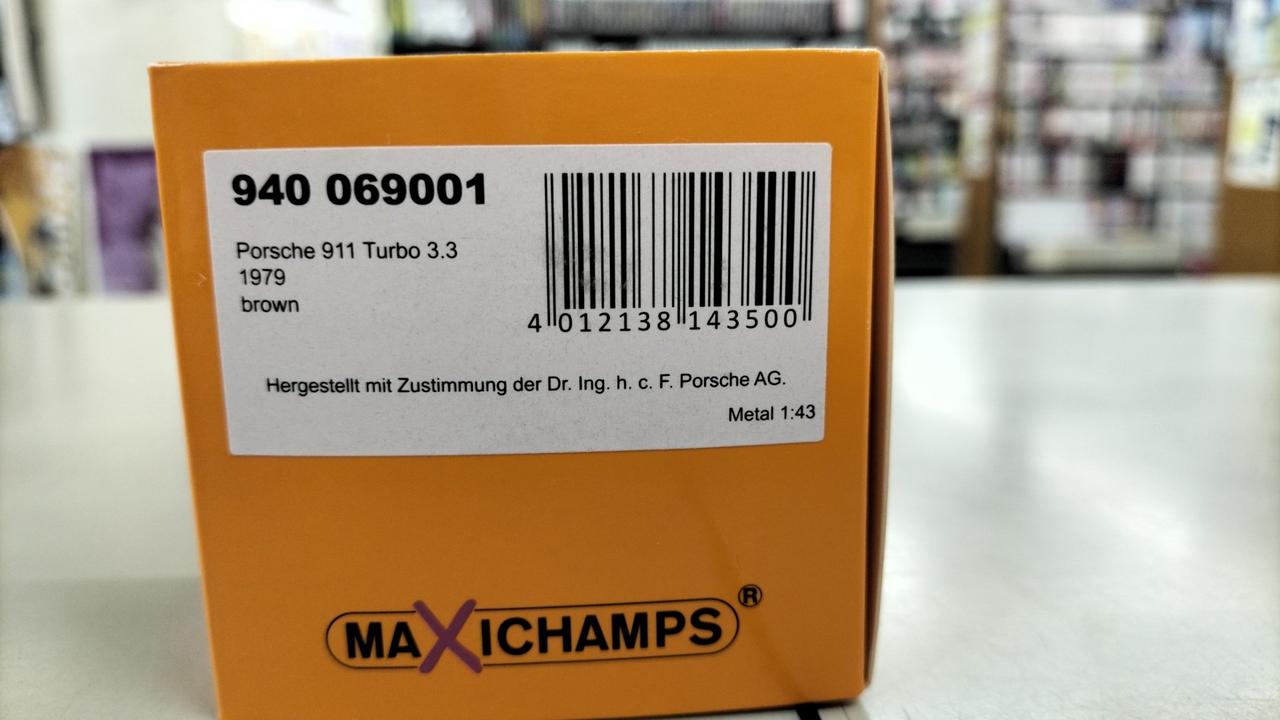 940 069001
Porsche 911 Turbo 3.3
1979
brown
4 012138 143500
Hergestellt mit Zustimmung der Dr. Ing. h. c. F. Porsche AG.
Metal 1:43
MAXICHAMPS®